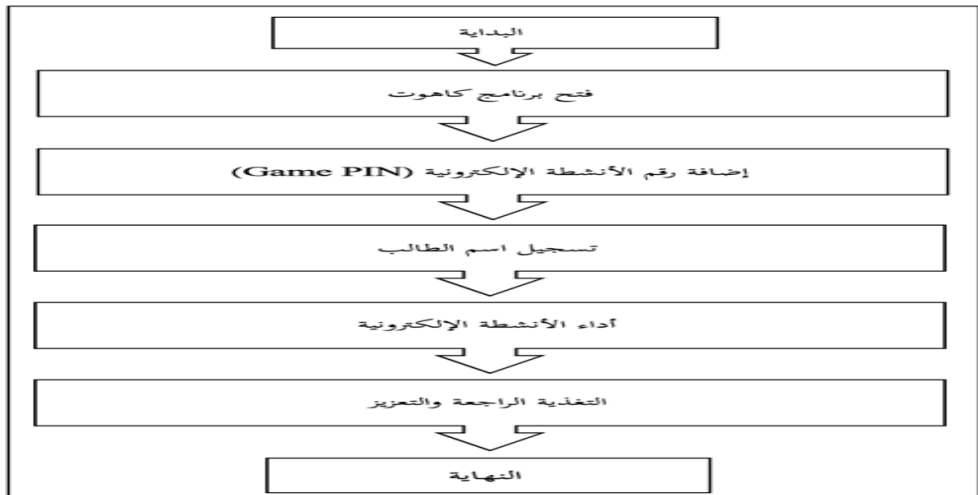 البداية
فتح برنامج كاهوت
إضافة رقم الأنشطة الإلكترونية (Game PIN)
تسجيل اسم الطالب
أداء الأنشطة الإلكترونية
التغذية الراجعة والتعزيز
النهاية